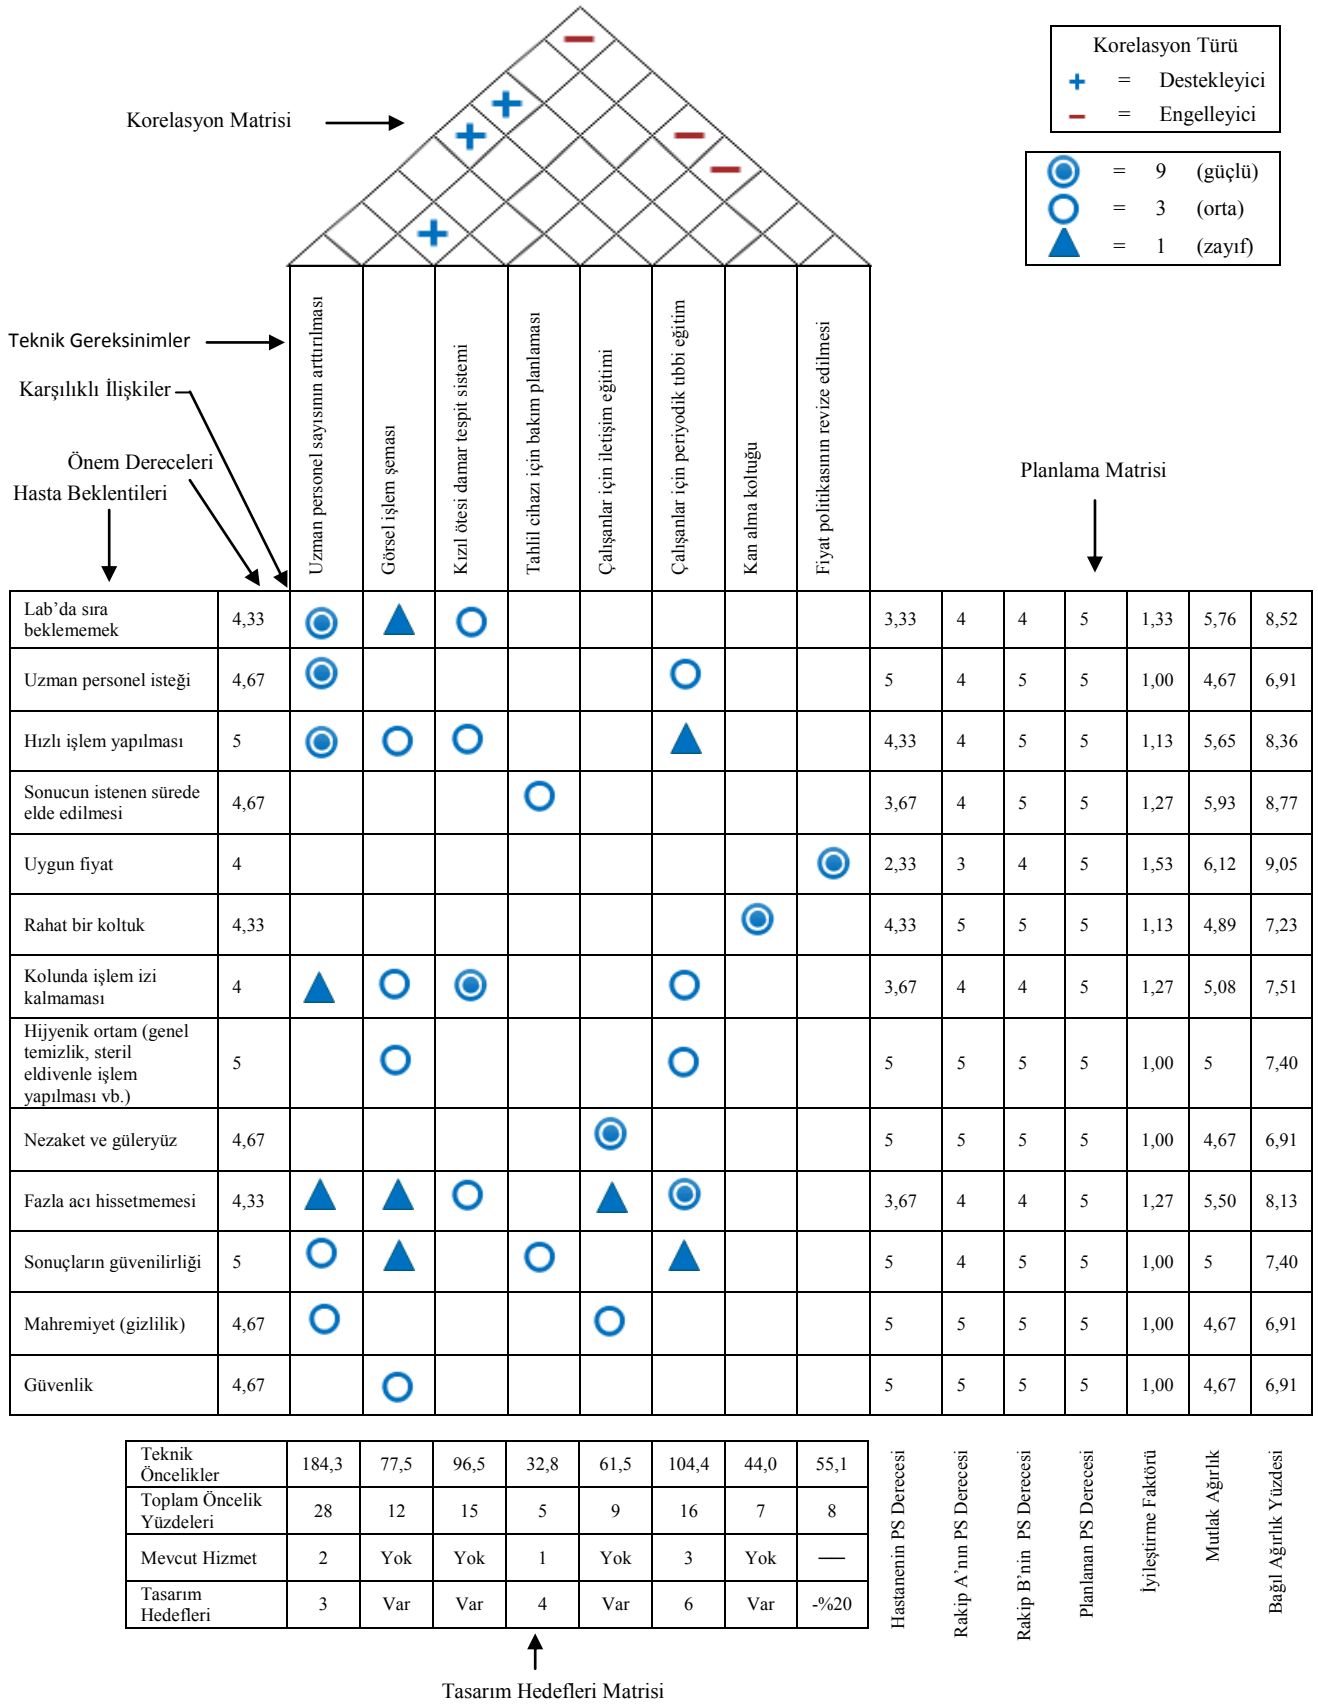 Korelasyon Türü
+ = Destekleyici
− = Engelleyici
Korelasyon Matrisi
= 9 (güçlü)
= 3 (orta)
= 1 (zayıf)
Teknik Gereksinimler
Karşılıklı İlişkiler
Önem Dereceleri
Hasta Beklentileri
Planlama Matrisi
Uzman personel sayısının arttırılması
Görsel işlem şeması
Kızıl ötesi damar tespit sistemi
Tahlil cihazı için bakım planlaması
Çalışanlar için iletişim eğitimi
Çalışanlar için periyodik tıbbi eğitim
Kan alma koltuğu
Fiyat politikasının revize edilmesi
Lab’da sıra
beklememek
4,33 3,33 4 4 5 1,33 5,76 8,52
Uzman personel isteği 4,67 5 4 5 5 1,00 4,67 6,91
Hızlı işlem yapılması 5 4,33 4 5 5 1,13 5,65 8,36
Sonucun istenen sürede
elde edilmesi
4,67 3,67 4 5 5 1,27 5,93 8,77
Uygun fiyat 4 2,33 3 4 5 1,53 6,12 9,05
Rahat bir koltuk 4,33 4,33 5 5 5 1,13 4,89 7,23
Kolunda işlem izi
kalmaması
4 3,67 4 4 5 1,27 5,08 7,51
Hijyenik ortam (genel
temizlik, steril
eldivenle işlem
yapılması vb.)
5 5 5 5 5 1,00 5 7,40
Nezaket ve güleryüz 4,67 5 5 5 5 1,00 4,67 6,91
Fazla acı hissetmemesi 4,33 3,67 4 4 5 1,27 5,50 8,13
Sonuçların güvenilirliği 5 5 4 5 5 1,00 5 7,40
Mahremiyet (gizlilik) 4,67 5 5 5 5 1,00 4,67 6,91
Güvenlik 4,67 5 5 5 5 1,00 4,67 6,91
Teknik
Öncelikler
184,3 77,5 96,5 32,8 61,5 104,4 44,0 55,1
Toplam Öncelik
Yüzdeleri
28 12 15 5 9 16 7 8
Mevcut Hizmet 2 Yok Yok 1 Yok 3 Yok —
Tasarım
Hedefleri
3 Var Var 4 Var 6 Var -%20
Hastanenin PS Derecesi
Rakip A’nın PS Derecesi
Rakip B’nin PS Derecesi
Planlanan PS Derecesi
İyileştirme Faktörü
Mutlak Ağırlık
Bağıl Ağırlık Yüzdesi
Tasarım Hedefleri Matrisi